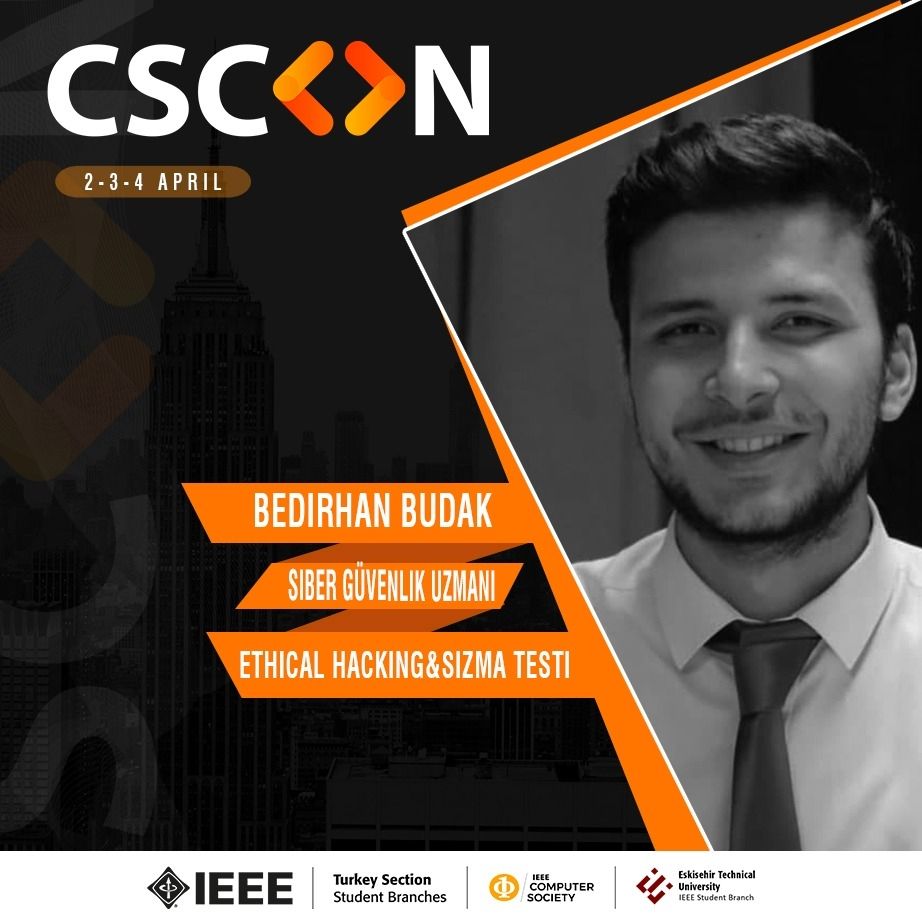 CSCON
2-3-4 APRIL
BEDIRHAN BUDAK
SIBER GÜVENLIK UZMANI
ETHICAL HACKING&SIZMA TESTI
IEEE
Turkey Section
Student Branches
IEEE
COMPUTER
SOCIETY
Eskisehir Technical
University
IEEE Student Branch